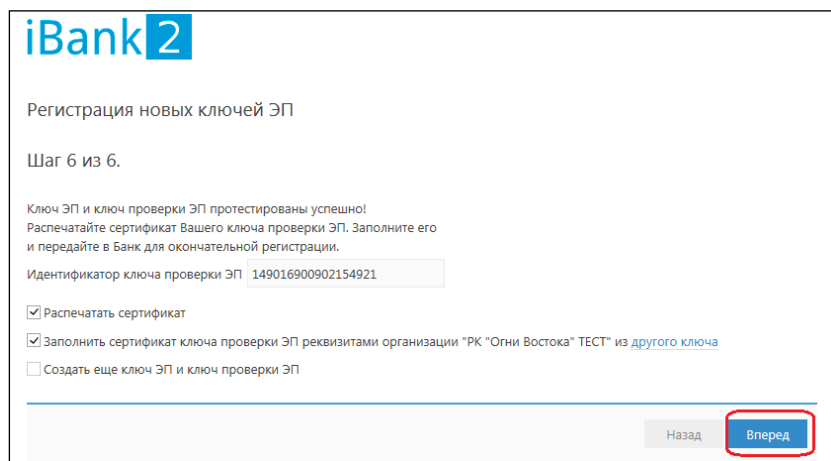 iBank 2
Регистрация новых ключей ЭП
Шаг 6 из 6.
Ключ ЭП и ключ проверки ЭП протестированы успешно!
Распечатайте сертификат Вашего ключа проверки ЭП. Заполните его
и передайте в Банк для окончательной регистрации.
Идентификатор ключа проверки ЭП 149016900902154921
Распечатать сертификат
Заполнить сертификат ключа проверки ЭП реквизитами организации "РК "Огни Востока" ТЕСТ" из другого ключа
Создать еще ключ ЭП и ключ проверки ЭП
Назад Вперед